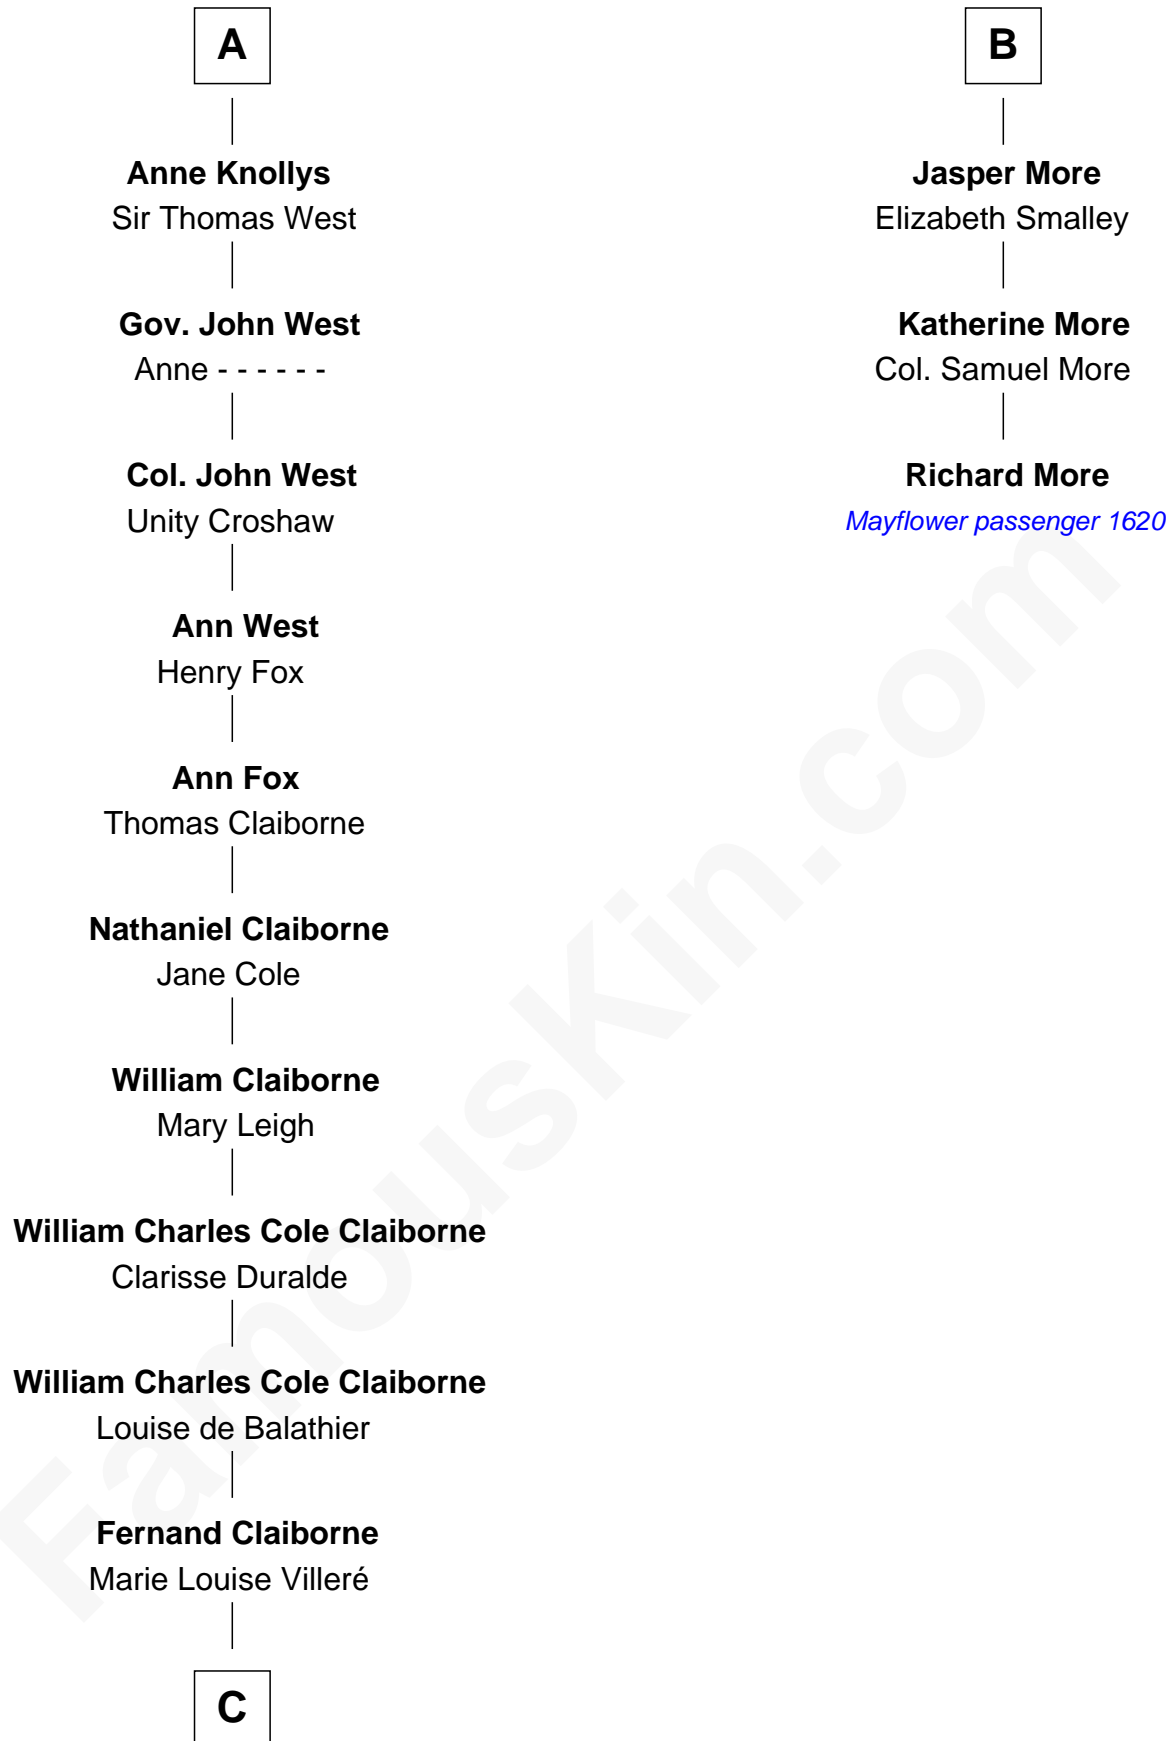 A
Anne Knollys
Sir Thomas West
Gov. John West
Anne - - - - - -
Col. John West
Unity Croshaw
Ann West
Henry Fox
Ann Fox
Thomas Claiborne
Nathaniel Claiborne
Jane Cole
William Claiborne
Mary Leigh
William Charles Cole Claiborne
Clarisse Duralde
William Charles Cole Claiborne
Louise de Balathier
Fernand Claiborne
Marie Louise Villeré
C
B
Jasper More
Elizabeth Smalley
Katherine More
Col. Samuel More
Richard More
Mayflower passenger 1620
FamousKin.com